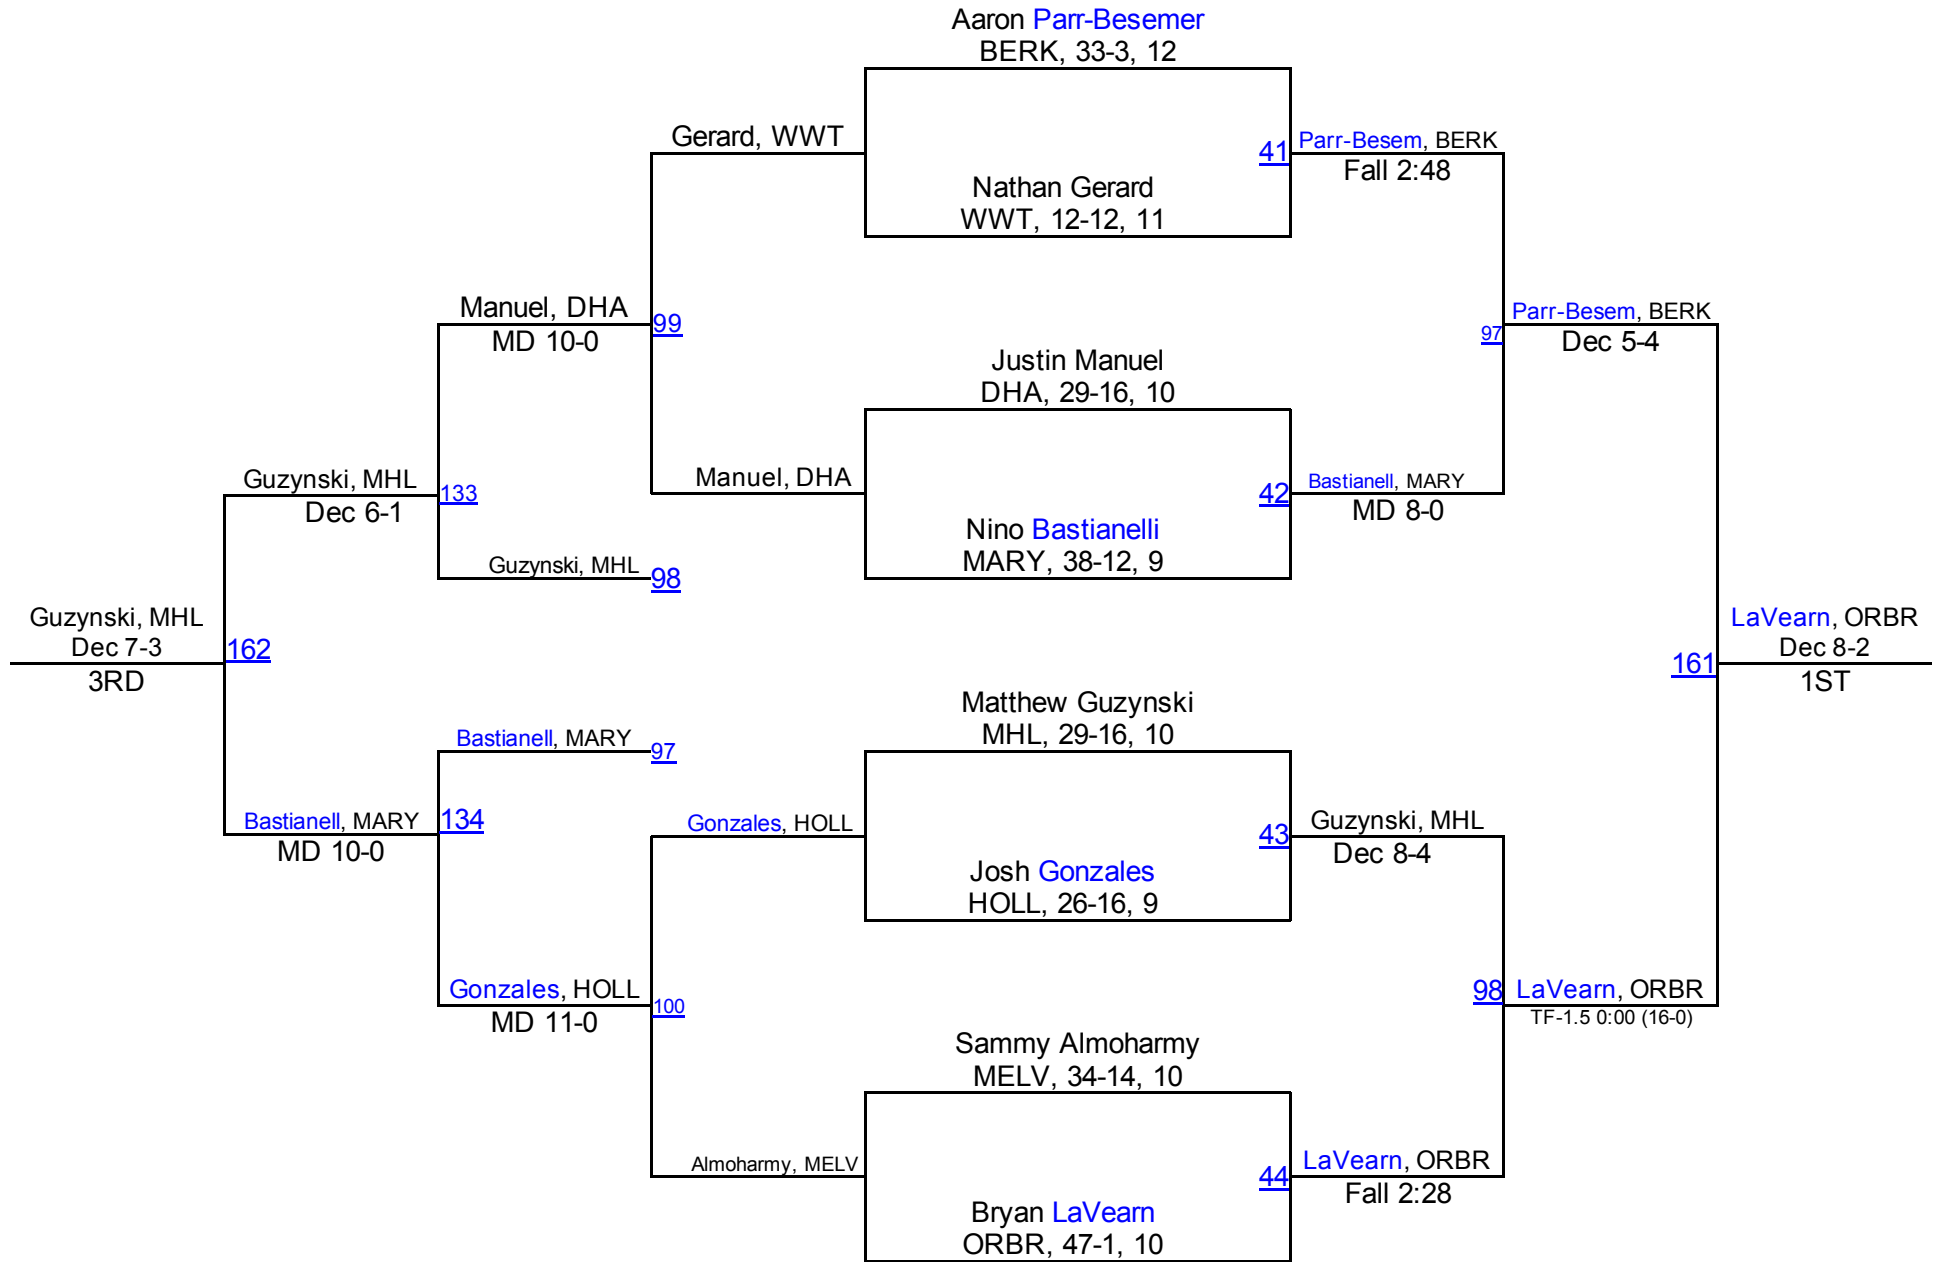 Aaron Parr-Besemer
BERK, 33-3, 12
Gerard, WWT
41
Parr-Besem, BERK
Fall 2:48
Nathan Gerard
WWT, 12-12, 11
Manuel, DHA
MD 10-0
99
Parr-Besem, BERK
97
Dec 5-4
Justin Manuel
DHA, 29-16, 10
Guzynski, MHL
Dec 6-1
133
Manuel, DHA
42
Bastianell, MARY
MD 8-0
Nino Bastianelli
MARY, 38-12, 9
Guzynski, MHL
98
Guzynski, MHL
Dec 7-3
3RD
162
LaVearn, ORBR
Dec 8-2
161
1ST
Matthew Guzynski
MHL, 29-16, 10
Bastianell, MARY
97
Bastianell, MARY
134
MD 10-0
Gonzales, HOLL
43
Guzynski, MHL
Dec 8-4
Josh Gonzales
HOLL, 26-16, 9
Gonzales, HOLL
MD 11-0
100
98
LaVearn, ORBR
TF-1.5 0:00 (16-0)
Sammy Almoharmy
MELV, 34-14, 10
Almoharmy, MELV
44
LaVearn, ORBR
Fall 2:28
Bryan LaVearn
ORBR, 47-1, 10